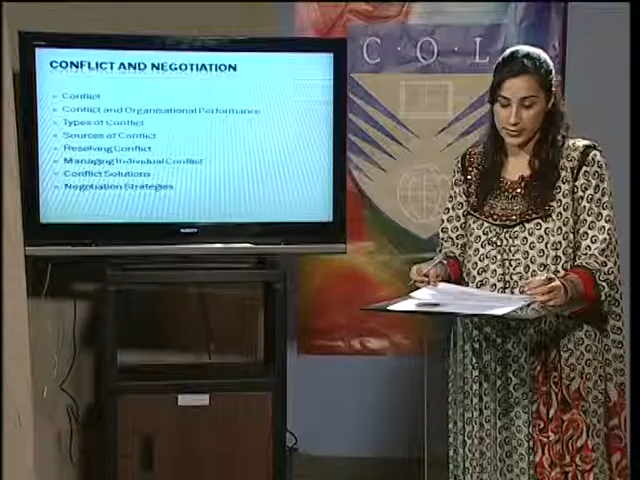 CONFLICT AND NEGOTIATION
Conflict
Conflict and Organisational Performance
Types of Conflict
Sources of Conflict
Resolving Conflict
Managing Individual Conflict
Conflict Solutions
Negotiation Strategies
C.O.L